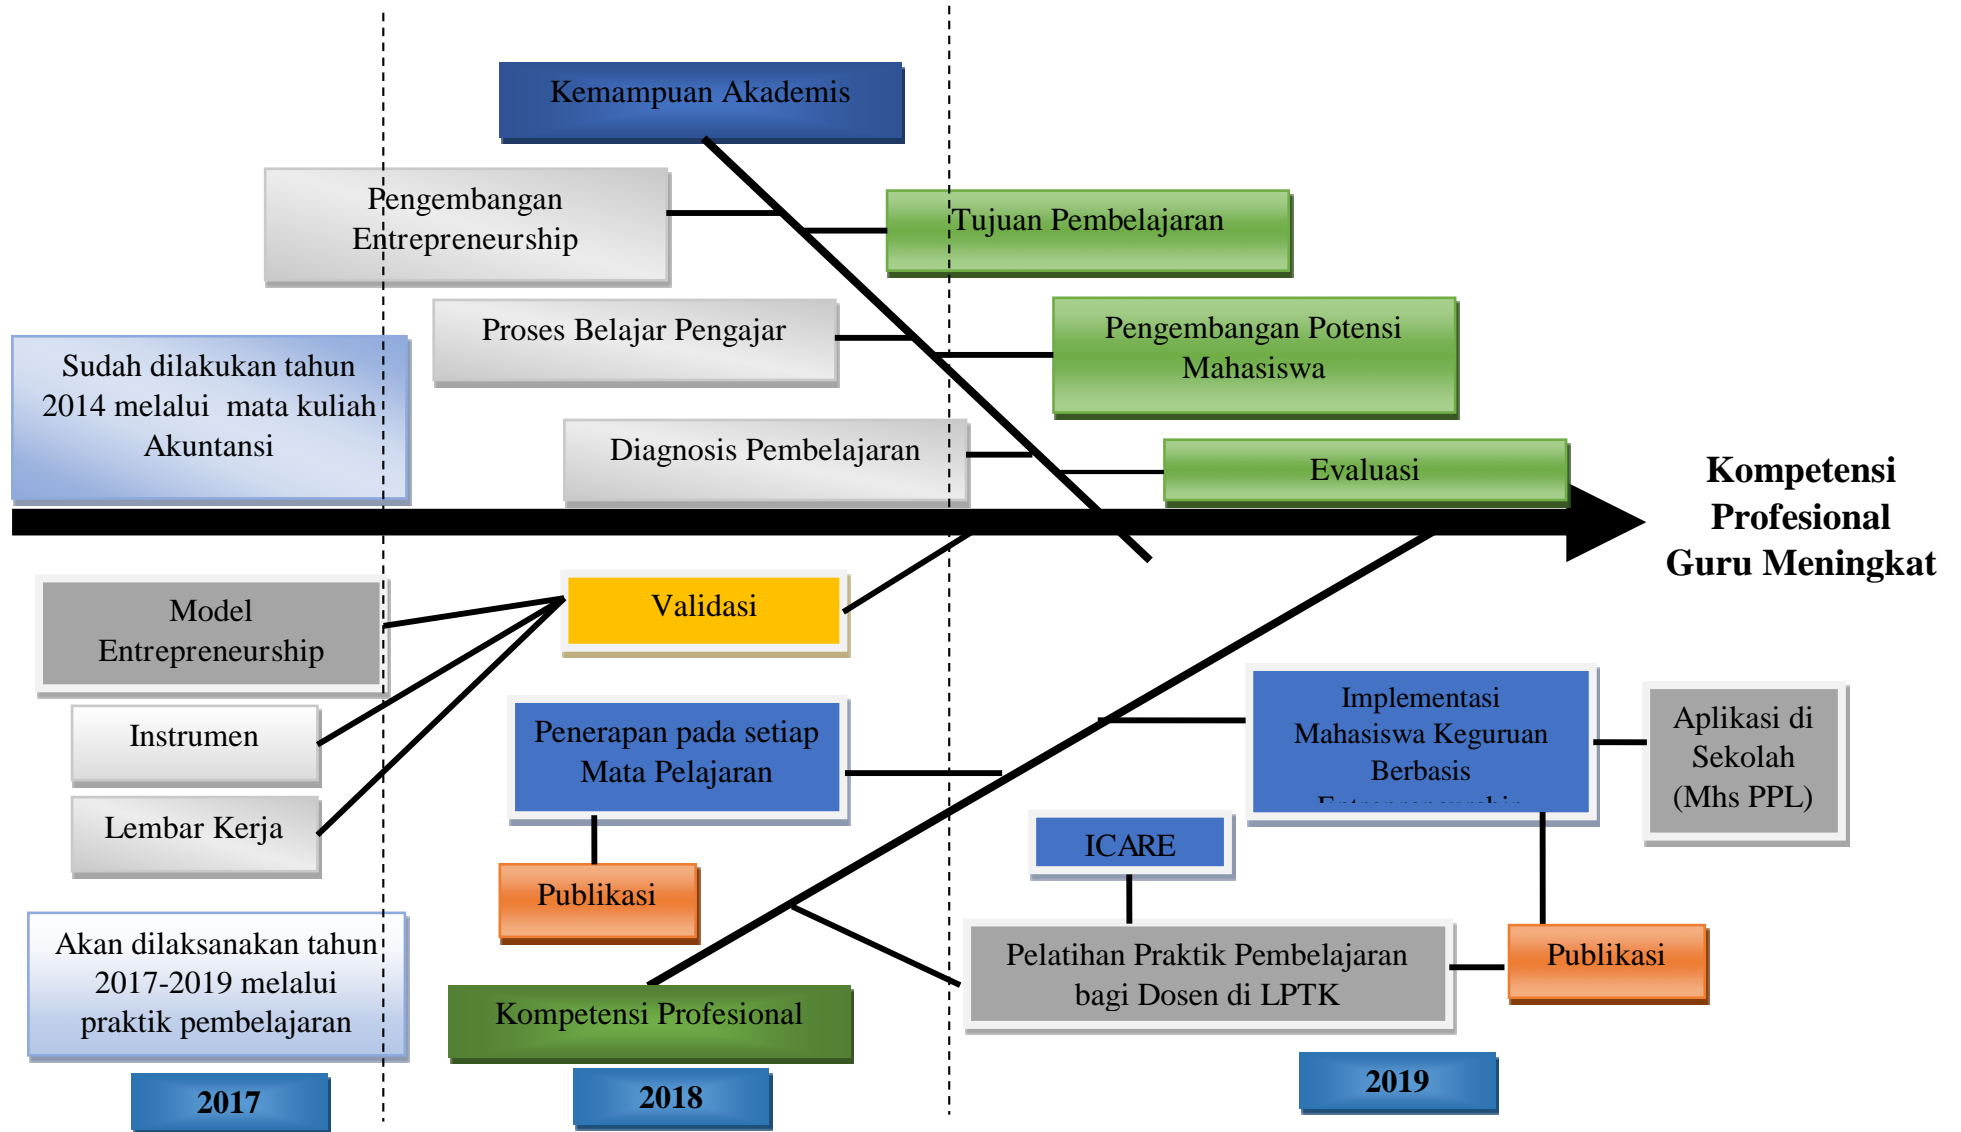 Kemampuan Akademis
Pengembangan
Entrepreneurship
Tujuan Pembelajaran
Proses Belajar Pengajar
Pengembangan Potensi
Mahasiswa
Sudah dilakukan tahun
2014 melalui mata kuliah
Akuntansi
Diagnosis Pembelajaran
Evaluasi
Kompetensi
Profesional
Guru Meningkat
Model
Entrepreneurship
Validasi
Instrumen
Lembar Kerja
Penerapan pada setiap
Mata Pelajaran
Publikasi
Implementasi
Mahasiswa Keguruan
Berbasis
Entrepreneurship
Aplikasi di
Sekolah
(Mhs PPL)
ICARE
Akan dilaksanakan tahun
2017-2019 melalui
praktik pembelajaran
Kompetensi Profesional
Pelatihan Praktik Pembelajaran
bagi Dosen di LPTK
Publikasi
2017
2018
2019